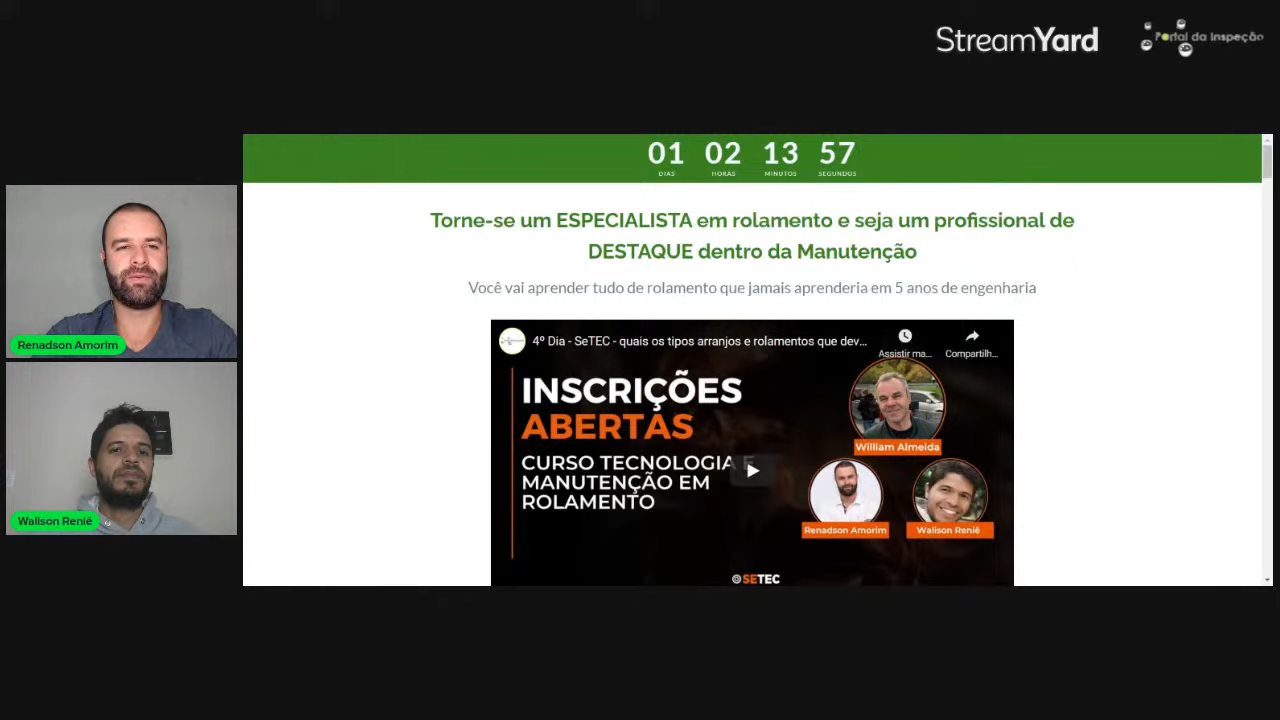 StreamYard
Portal da Inspeção
01 02 13 57
DIAS HORAS MINUTOS SEGUNDOS
Torne-se um ESPECIALISTA em rolamento e seja um profissional de
DESTAQUE dentro da Manutenção
Você vai aprender tudo de rolamento que jamais aprenderia em 5 anos de engenharia
4º Dia - SeTEC - quais os tipos arranjos e rolamentos que dev...
Assistir ma...
Compartilh...
INSCRIÇÕES
ABERTAS
CURSO TECNOLOGIA E
MANUTENÇÃO EM
ROLAMENTO
William Almeida
Renadson Amorim
Walison Reniê
SETEC
Renadson Amorim
Walison Reniê